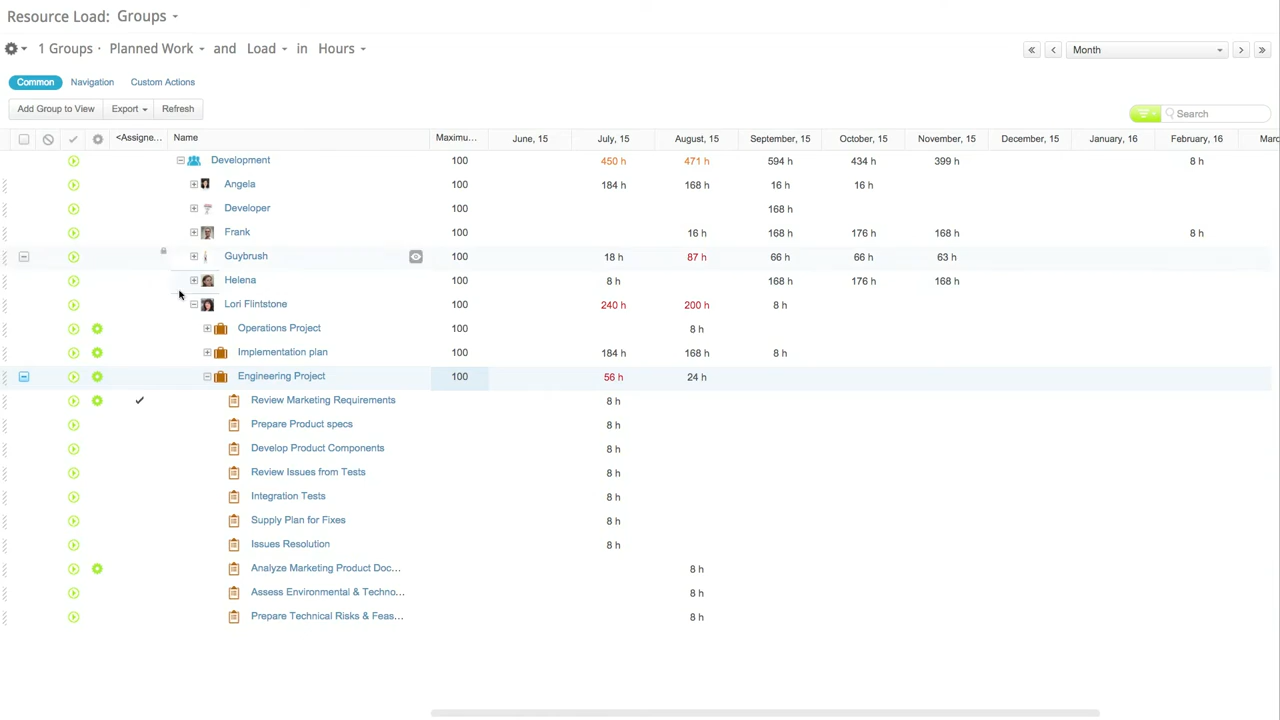 Resource Load: Groups
1 Groups · Planned Work and Load in Hours
Month
Common Navigation Custom Actions
Add Group to View Export Refresh
Search
<Assigne... Name Maximu... June, 15 July, 15 August, 15 September, 15 October, 15 November, 15 December, 15 January, 16 February, 16 Marc
Development 100 450 h 471 h 594 h 434 h 399 h 8 h
Angela 100 184 h 168 h 16 h 16 h
Developer 100 168 h
Frank 100 16 h 168 h 176 h 168 h 8 h
Guybrush 100 18 h 87 h 66 h 66 h 63 h
Helena 100 8 h 168 h 176 h 168 h
Lori Flintstone 100 240 h 200 h 8 h
Operations Project 100 8 h
Implementation plan 100 184 h 168 h 8 h
Engineering Project 100 56 h 24 h
Review Marketing Requirements 8 h
Prepare Product specs 8 h
Develop Product Components 8 h
Review Issues from Tests 8 h
Integration Tests 8 h
Supply Plan for Fixes 8 h
Issues Resolution 8 h
Analyze Marketing Product Doc... 8 h
Assess Environmental & Techno... 8 h
Prepare Technical Risks & Feas... 8 h